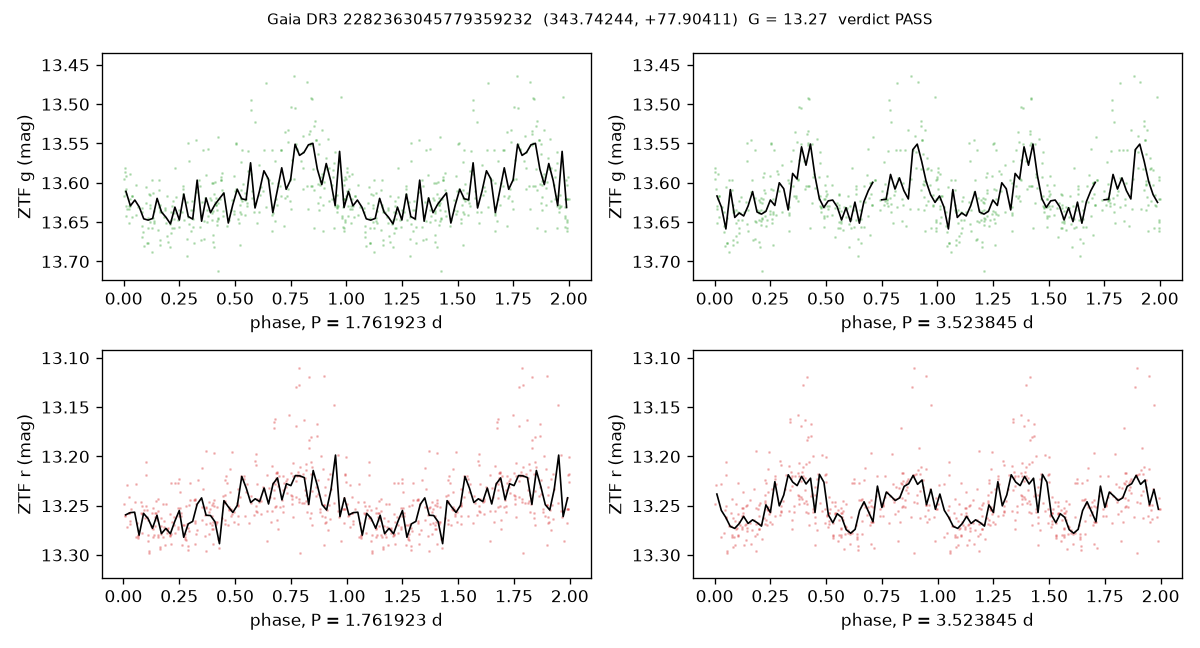 Gaia DR3 2282363045779359232  (343.74244, +77.90411)  G = 13.27  verdict PASS
ZTF g (mag)
13.45
13.50
13.55
13.60
13.65
13.70
0.00 0.25 0.50 0.75 1.00 1.25 1.50 1.75 2.00
phase, P = 1.761923 d
ZTF g (mag)
13.45
13.50
13.55
13.60
13.65
13.70
0.00 0.25 0.50 0.75 1.00 1.25 1.50 1.75 2.00
phase, P = 3.523845 d
ZTF r (mag)
13.10
13.15
13.20
13.25
13.30
0.00 0.25 0.50 0.75 1.00 1.25 1.50 1.75 2.00
phase, P = 1.761923 d
ZTF r (mag)
13.10
13.15
13.20
13.25
13.30
0.00 0.25 0.50 0.75 1.00 1.25 1.50 1.75 2.00
phase, P = 3.523845 d